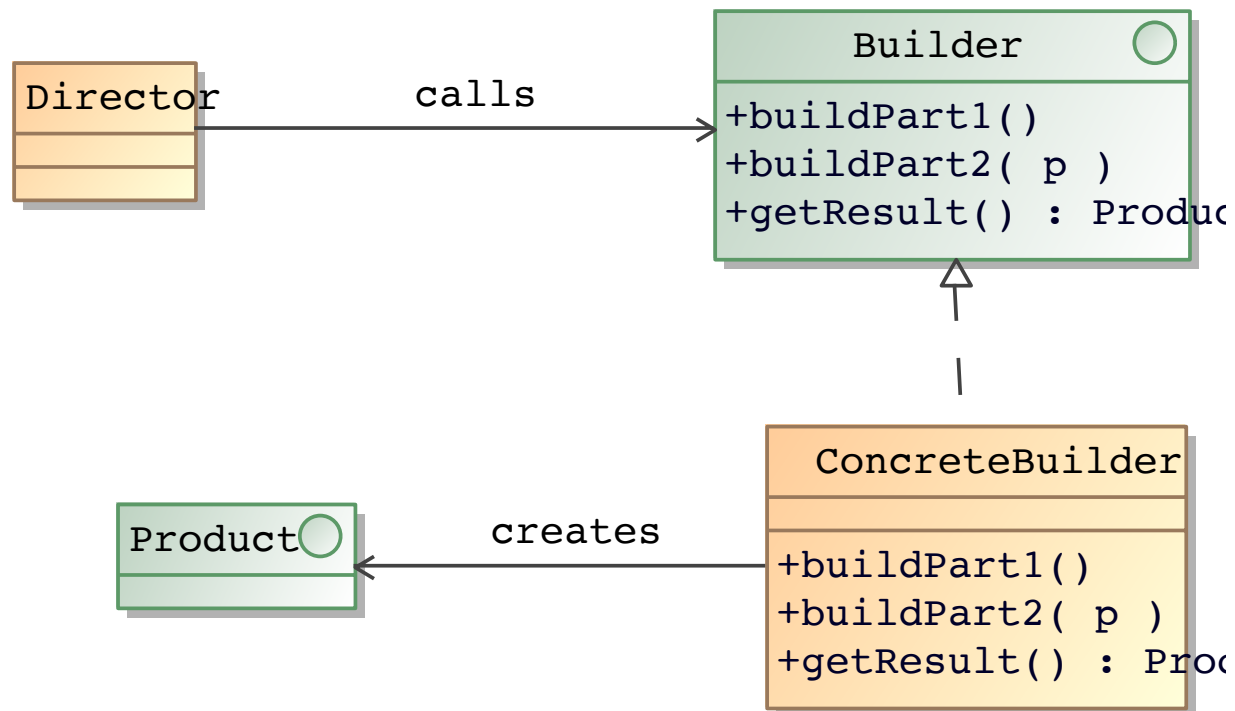 Director
calls
Builder
+buildPart1()
+buildPart2( p )
+getResult() : Produc
ConcreteBuilder
Product
creates
+buildPart1()
+buildPart2( p )
+getResult() : Prod